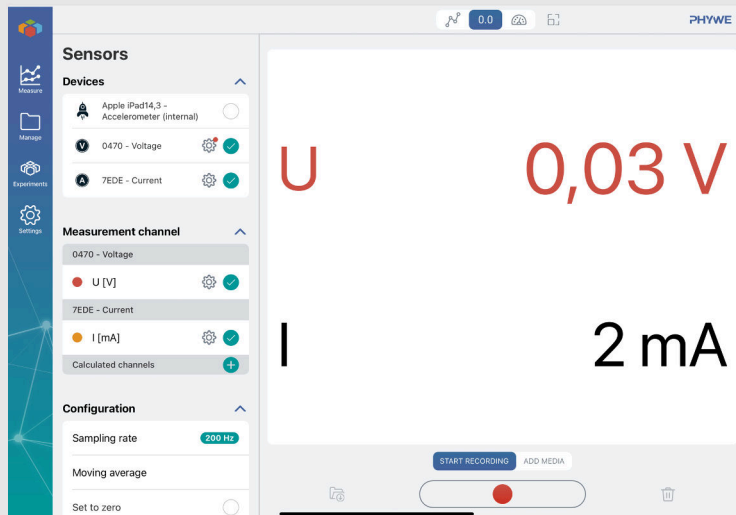 0.0
PHYWE
Sensors
Devices
Apple iPad14,3 -
Accelerometer (internal)
V
0470 - Voltage
A
7EDE - Current
Measurement channel
0470 - Voltage
U [V]
7EDE - Current
I [mA]
Calculated channels
Configuration
Sampling rate
200 Hz
Moving average
Set to zero
Measure
Manage
Experiments
Settings
U
0,03 V
I
2 mA
START RECORDING
ADD MEDIA